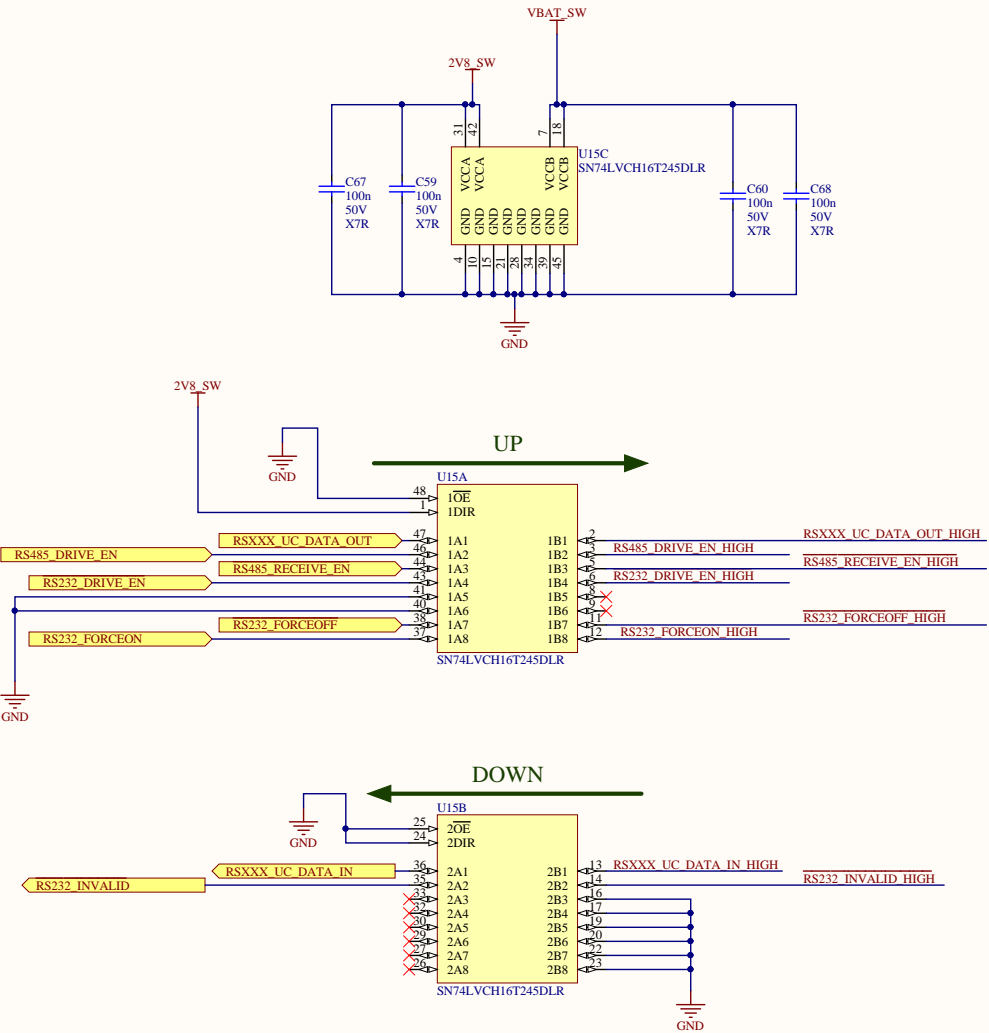 VBAT_SW
2V8_SW
31
42
7
18
VCCA
VCCA
VCCB
VCCB
U15C
SN74LVCH16T245DLR
C67
100n
50V
X7R
C59
100n
50V
X7R
C60
100n
50V
X7R
C68
100n
50V
X7R
GND
GND
GND
GND
GND
GND
GND
GND
4
10
15
21
28
34
39
45
GND
2V8_SW
GND
UP
U15A
48 1OE
1 1DIR
RSXXX_UC_DATA_OUT 47 1A1 1B1 2 RSXXX_UC_DATA_OUT_HIGH
RS485_DRIVE_EN 46 1A2 1B2 3 RS485_DRIVE_EN_HIGH
RS485_RECEIVE_EN 44 1A3 1B3 5 RS485_RECEIVE_EN_HIGH
RS232_DRIVE_EN 43 1A4 1B4 6 RS232_DRIVE_EN_HIGH
41 1A5 1B5 8
40 1A6 1B6 9
RS232_FORCEOFF 38 1A7 1B7 11 RS232_FORCEOFF_HIGH
RS232_FORCEON 37 1A8 1B8 12 RS232_FORCEON_HIGH
SN74LVCH16T245DLR
GND
DOWN
U15B
GND
25 2OE
24 2DIR
RSXXX_UC_DATA_IN 36 2A1 2B1 13 RSXXX_UC_DATA_IN_HIGH
RS232_INVALID 35 2A2 2B2 14 RS232_INVALID_HIGH
33 2A3 2B3 16
32 2A4 2B4 17
30 2A5 2B5 19
29 2A6 2B6 20
27 2A7 2B7 22
26 2A8 2B8 23
SN74LVCH16T245DLR
GND